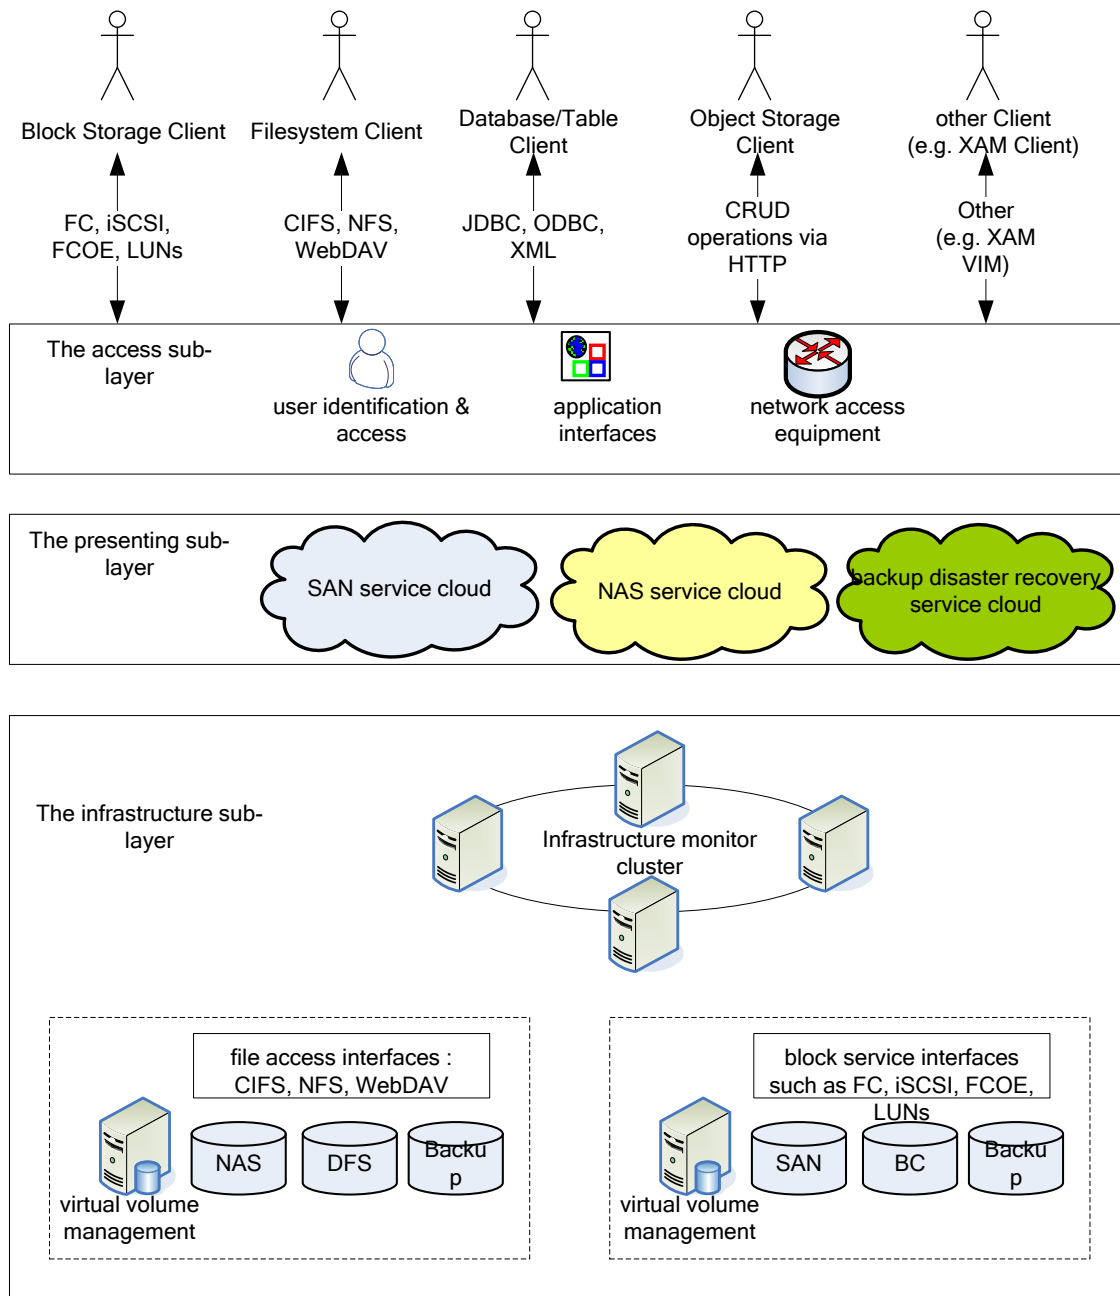 Block Storage Client
Filesystem Client
Database/Table
Client
Object Storage
Client
other Client
(e.g. XAM Client)
FC, iSCSI,
FCOE, LUNs
CIFS, NFS,
WebDAV
JDBC, ODBC,
XML
CRUD
operations via
HTTP
Other
(e.g. XAM
VIM)
The access sub-
layer
user identification &
access
application
interfaces
network access
equipment
The presenting sub-
layer
SAN service cloud
NAS service cloud
backup disaster recovery
service cloud
The infrastructure sub-
layer
Infrastructure monitor
cluster
file access interfaces :
CIFS, NFS, WebDAV
NAS
DFS
Backu
p
virtual volume
management
block service interfaces
such as FC, iSCSI, FCOE,
LUNs
SAN
BC
Backu
p
virtual volume
management